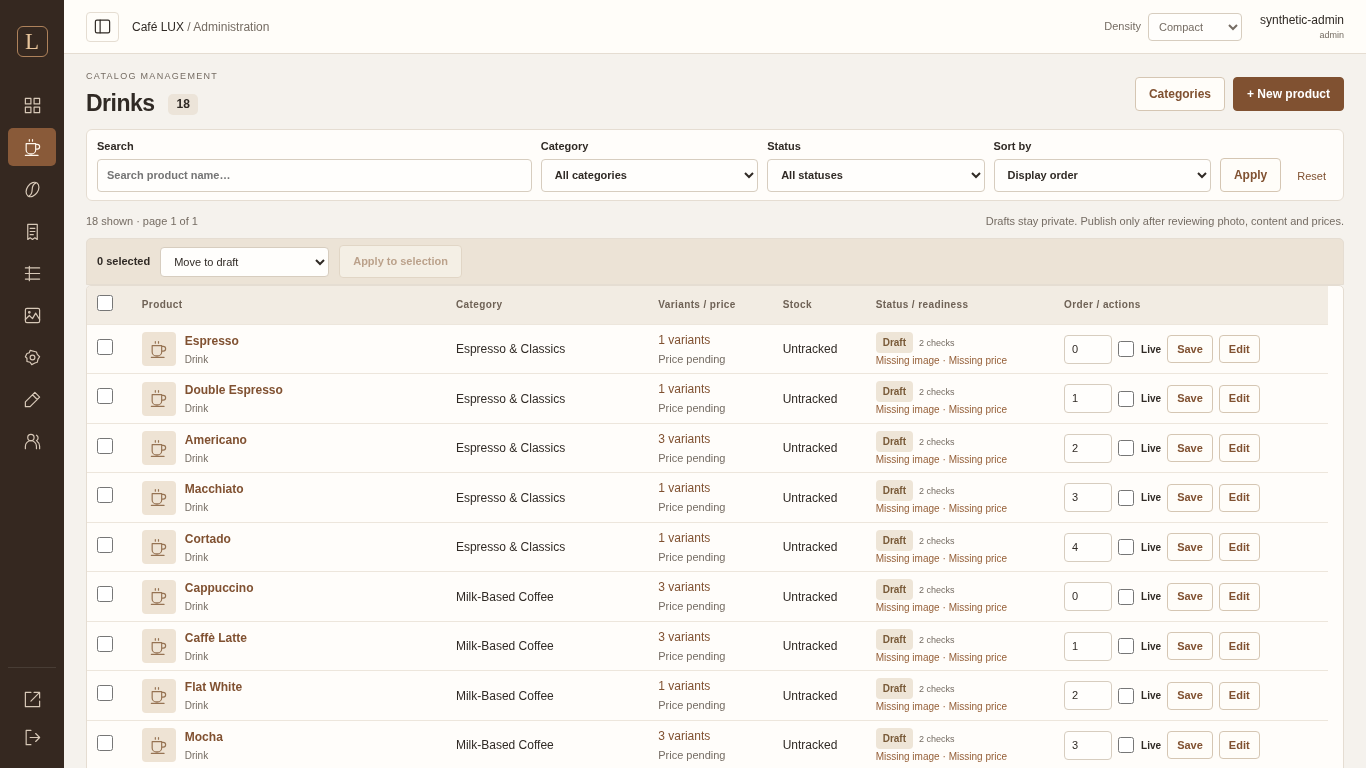 L
Café LUX / Administration
Density Compact
synthetic-admin
admin
CATALOG MANAGEMENT
Drinks 18
Categories + New product
Search Category Status Sort by
Search product name… All categories All statuses Display order Apply Reset
18 shown · page 1 of 1 Drafts stay private. Publish only after reviewing photo, content and prices.
0 selected Move to draft Apply to selection
Product Category Variants / price Stock Status / readiness Order / actions
Espresso 1 variants Draft 2 checks
Espresso & Classics Untracked 0 Live Save Edit
Drink Price pending Missing image · Missing price
Double Espresso 1 variants Draft 2 checks
Espresso & Classics Untracked 1 Live Save Edit
Drink Price pending Missing image · Missing price
Americano 3 variants Draft 2 checks
Espresso & Classics Untracked 2 Live Save Edit
Drink Price pending Missing image · Missing price
Macchiato 1 variants Draft 2 checks
Espresso & Classics Untracked 3 Live Save Edit
Drink Price pending Missing image · Missing price
Cortado 1 variants Draft 2 checks
Espresso & Classics Untracked 4 Live Save Edit
Drink Price pending Missing image · Missing price
Cappuccino 3 variants Draft 2 checks
Milk-Based Coffee Untracked 0 Live Save Edit
Drink Price pending Missing image · Missing price
Caffè Latte 3 variants Draft 2 checks
Milk-Based Coffee Untracked 1 Live Save Edit
Drink Price pending Missing image · Missing price
Flat White 1 variants Draft 2 checks
Milk-Based Coffee Untracked 2 Live Save Edit
Drink Price pending Missing image · Missing price
Mocha 3 variants Draft 2 checks
Milk-Based Coffee Untracked 3 Live Save Edit
Drink Price pending Missing image · Missing price